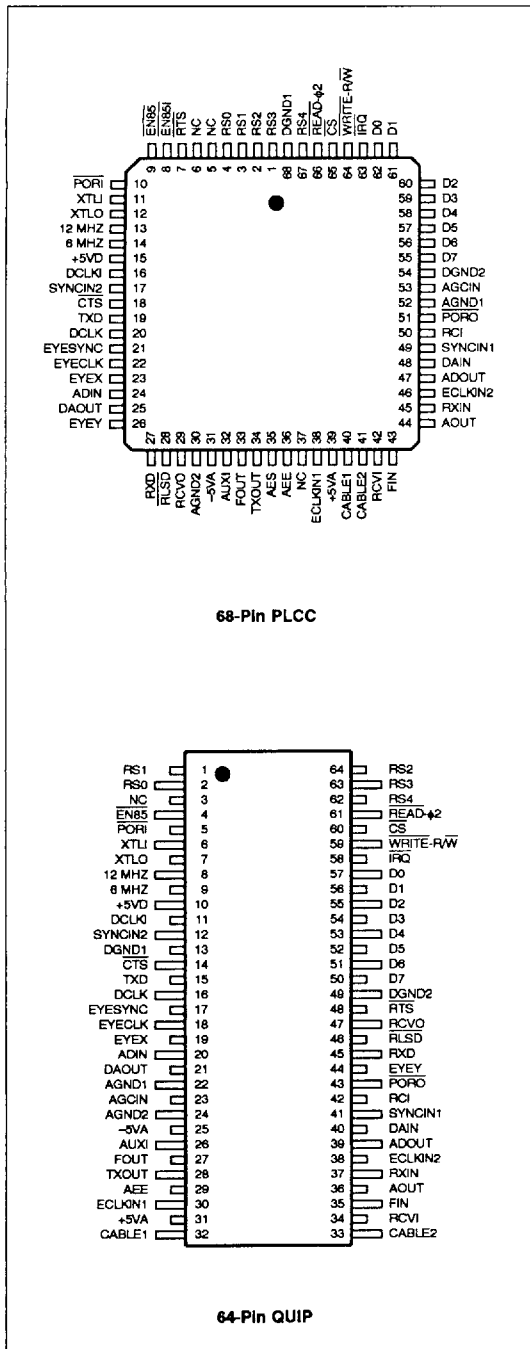 EN85 EN85I RTS NC NC RS0 RS1 RS2 RS3 DGND1 RS4 READ-φ2 CS WRITE-R/W IRQ D0 D1
9 8 7 6 5 4 3 2 1 68 67 66 65 64 63 62 61
PORI 10 60 D2
XTLI 11 59 D3
XTLO 12 58 D4
12 MHZ 13 57 D5
6 MHZ 14 56 D6
+5VD 15 55 D7
DCLKI 16 54 DGND2
SYNCIN2 17 53 AGCIN
CTS 18 52 AGND1
TXD 19 51 PORO
DCLK 20 50 RCI
EYESYNC 21 49 SYNCIN1
EYECLK 22 48 DAIN
EYEX 23 47 ADOUT
ADIN 24 46 ECLKIN2
DAOUT 25 45 RXIN
EYEY 26 44 AOUT
27 28 29 30 31 32 33 34 35 36 37 38 39 40 41 42 43
RXD RLSD RCVO AGND2 -5VA AUXI FOUT TXOUT AES AEE NC ECLKIN1 +5VA CABLE1 CABLE2 RCVI FIN
68-Pin PLCC
RS1 1 64 RS2
RS0 2 63 RS3
NC 3 62 RS4
EN85 4 61 READ-φ2
PORI 5 60 CS
XTLI 6 59 WRITE-R/W
XTLO 7 58 IRQ
12 MHZ 8 57 D0
6 MHZ 9 56 D1
+5VD 10 55 D2
DCLKI 11 54 D3
SYNCIN2 12 53 D4
DGND1 13 52 D5
CTS 14 51 D6
TXD 15 50 D7
DCLK 16 49 DGND2
EYESYNC 17 48 RTS
EYECLK 18 47 RCVO
EYEX 19 46 RLSD
ADIN 20 45 RXD
DAOUT 21 44 EYEY
AGND1 22 43 PORO
AGCIN 23 42 RCI
AGND2 24 41 SYNCIN1
-5VA 25 40 DAIN
AUXI 26 39 ADOUT
FOUT 27 38 ECLKIN2
TXOUT 28 37 RXIN
AEE 29 36 AOUT
ECLKIN1 30 35 FIN
+5VA 31 34 RCVI
CABLE1 32 33 CABLE2
64-Pin QUIP